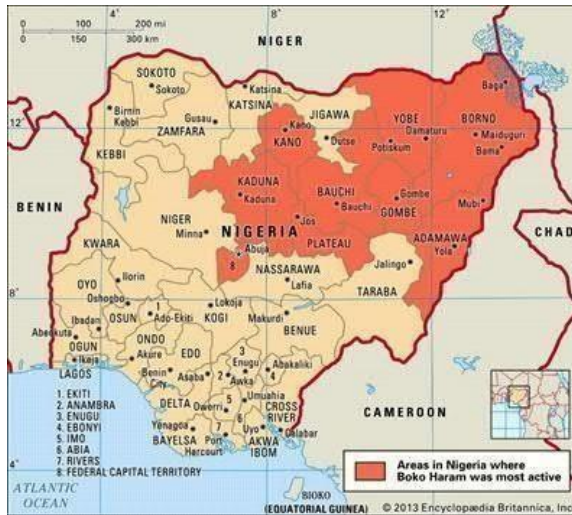 4°
8°
12°
0 100 200 mi
0 150 300 km
NIGER
SOKOTO
Sokoto
Katsina
KATSINA
Birnin
Kebbi
Gusau
ZAMFARA
KEBBI
JIGAWA
Kano
KANO
Dutse
YOBE
Damaturu
Potiskum
BORNO
Baga
Maiduguri
Bama
12°
BENIN
KADUNA
Kaduna
BAUCHI
Bauchi
Gombe
GOMBE
Mubi
Jos
NIGER
Minna
NIGERIA
PLATEAU
ADAMAWA
Yola
CHAD
KWARA
8
Abuja
NASSARAWA
Lafia
Jalingo
TARABA
OYO
Ilorin
8°
Oshogbo
OSUN
1
Ado-Ekiti
Lokoja
KOGI
Makurdi
BENUE
Ibadan
Abeokuta
OGUN
Ikeja
ONDO
Akure
EDO
LAGOS
Benin
City
Asaba
3
Enugu
2
Awka
4
Abakaliki
DELTA
Owerri
5
Umuahia
6
CROSS
RIVER
Yenagoa
BAYELSA
Port
Harcourt
7
Uyo
AKWA
IBOM
Calabar
CAMEROON
1. EKITI
2. ANAMBRA
3. ENUGU
4. EBONYI
5. IMO
6. ABIA
7. RIVERS
8. FEDERAL CAPITAL TERRITORY
4°
ATLANTIC
OCEAN
BIOKO
(EQUATORIAL GUINEA)
Areas in Nigeria where
Boko Haram was most active
© 2013 Encyclopædia Britannica, Inc